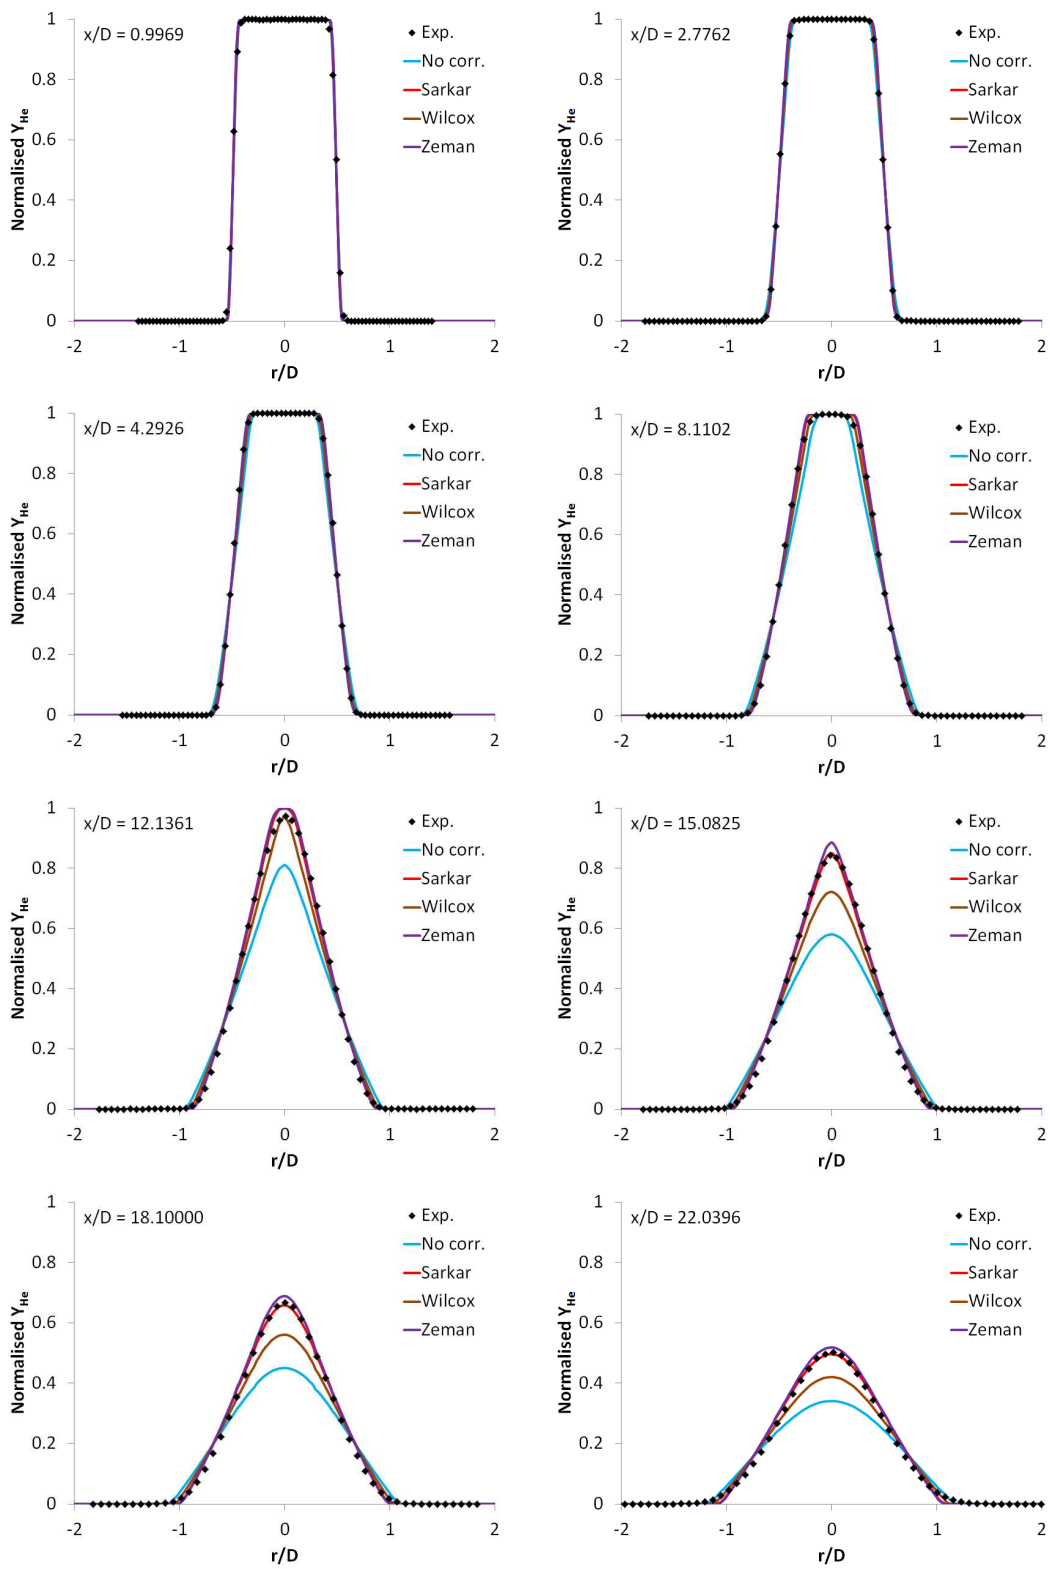 x/D = 0.9969
Normalised Y_He
1
0.8
0.6
0.4
0.2
0
-2 -1 0 1 2
r/D
Exp.
No corr.
Sarkar
Wilcox
Zeman
x/D = 2.7762
Normalised Y_He
1
0.8
0.6
0.4
0.2
0
-2 -1 0 1 2
r/D
Exp.
No corr.
Sarkar
Wilcox
Zeman
x/D = 4.2926
Normalised Y_He
1
0.8
0.6
0.4
0.2
0
-2 -1 0 1 2
r/D
Exp.
No corr.
Sarkar
Wilcox
Zeman
x/D = 8.1102
Normalised Y_He
1
0.8
0.6
0.4
0.2
0
-2 -1 0 1 2
r/D
Exp.
No corr.
Sarkar
Wilcox
Zeman
x/D = 12.1361
Normalised Y_He
1
0.8
0.6
0.4
0.2
0
-2 -1 0 1 2
r/D
Exp.
No corr.
Sarkar
Wilcox
Zeman
x/D = 15.0825
Normalised Y_He
1
0.8
0.6
0.4
0.2
0
-2 -1 0 1 2
r/D
Exp.
No corr.
Sarkar
Wilcox
Zeman
x/D = 18.10000
Normalised Y_He
1
0.8
0.6
0.4
0.2
0
-2 -1 0 1 2
r/D
Exp.
No corr.
Sarkar
Wilcox
Zeman
x/D = 22.0396
Normalised Y_He
1
0.8
0.6
0.4
0.2
0
-2 -1 0 1 2
r/D
Exp.
No corr.
Sarkar
Wilcox
Zeman